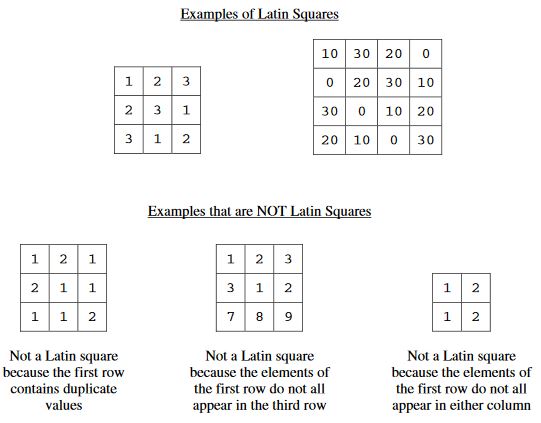 Examples of Latin Squares
1 2 3
2 3 1
3 1 2
10 30 20 0
0 20 30 10
30 0 10 20
20 10 0 30
Examples that are NOT Latin Squares
1 2 1
2 1 1
1 1 2
Not a Latin square
because the first row
contains duplicate
values
1 2 3
3 1 2
7 8 9
Not a Latin square
because the elements of
the first row do not all
appear in the third row
1 2
1 2
Not a Latin square
because the elements of
the first row do not all
appear in either column